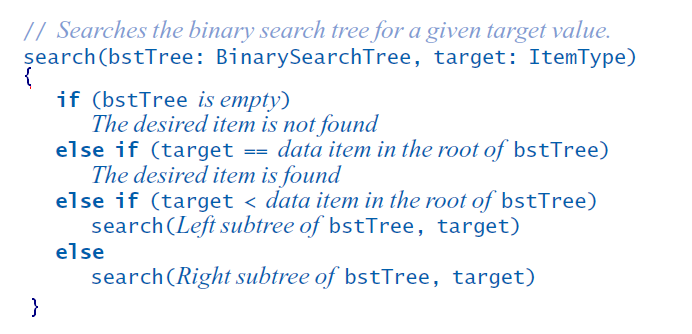 // Searches the binary search tree for a given target value.
search(bstTree: BinarySearchTree, target: ItemType)
{
if (bstTree is empty)
The desired item is not found
else if (target == data item in the root of bstTree)
The desired item is found
else if (target < data item in the root of bstTree)
search(Left subtree of bstTree, target)
else
search(Right subtree of bstTree, target)
}